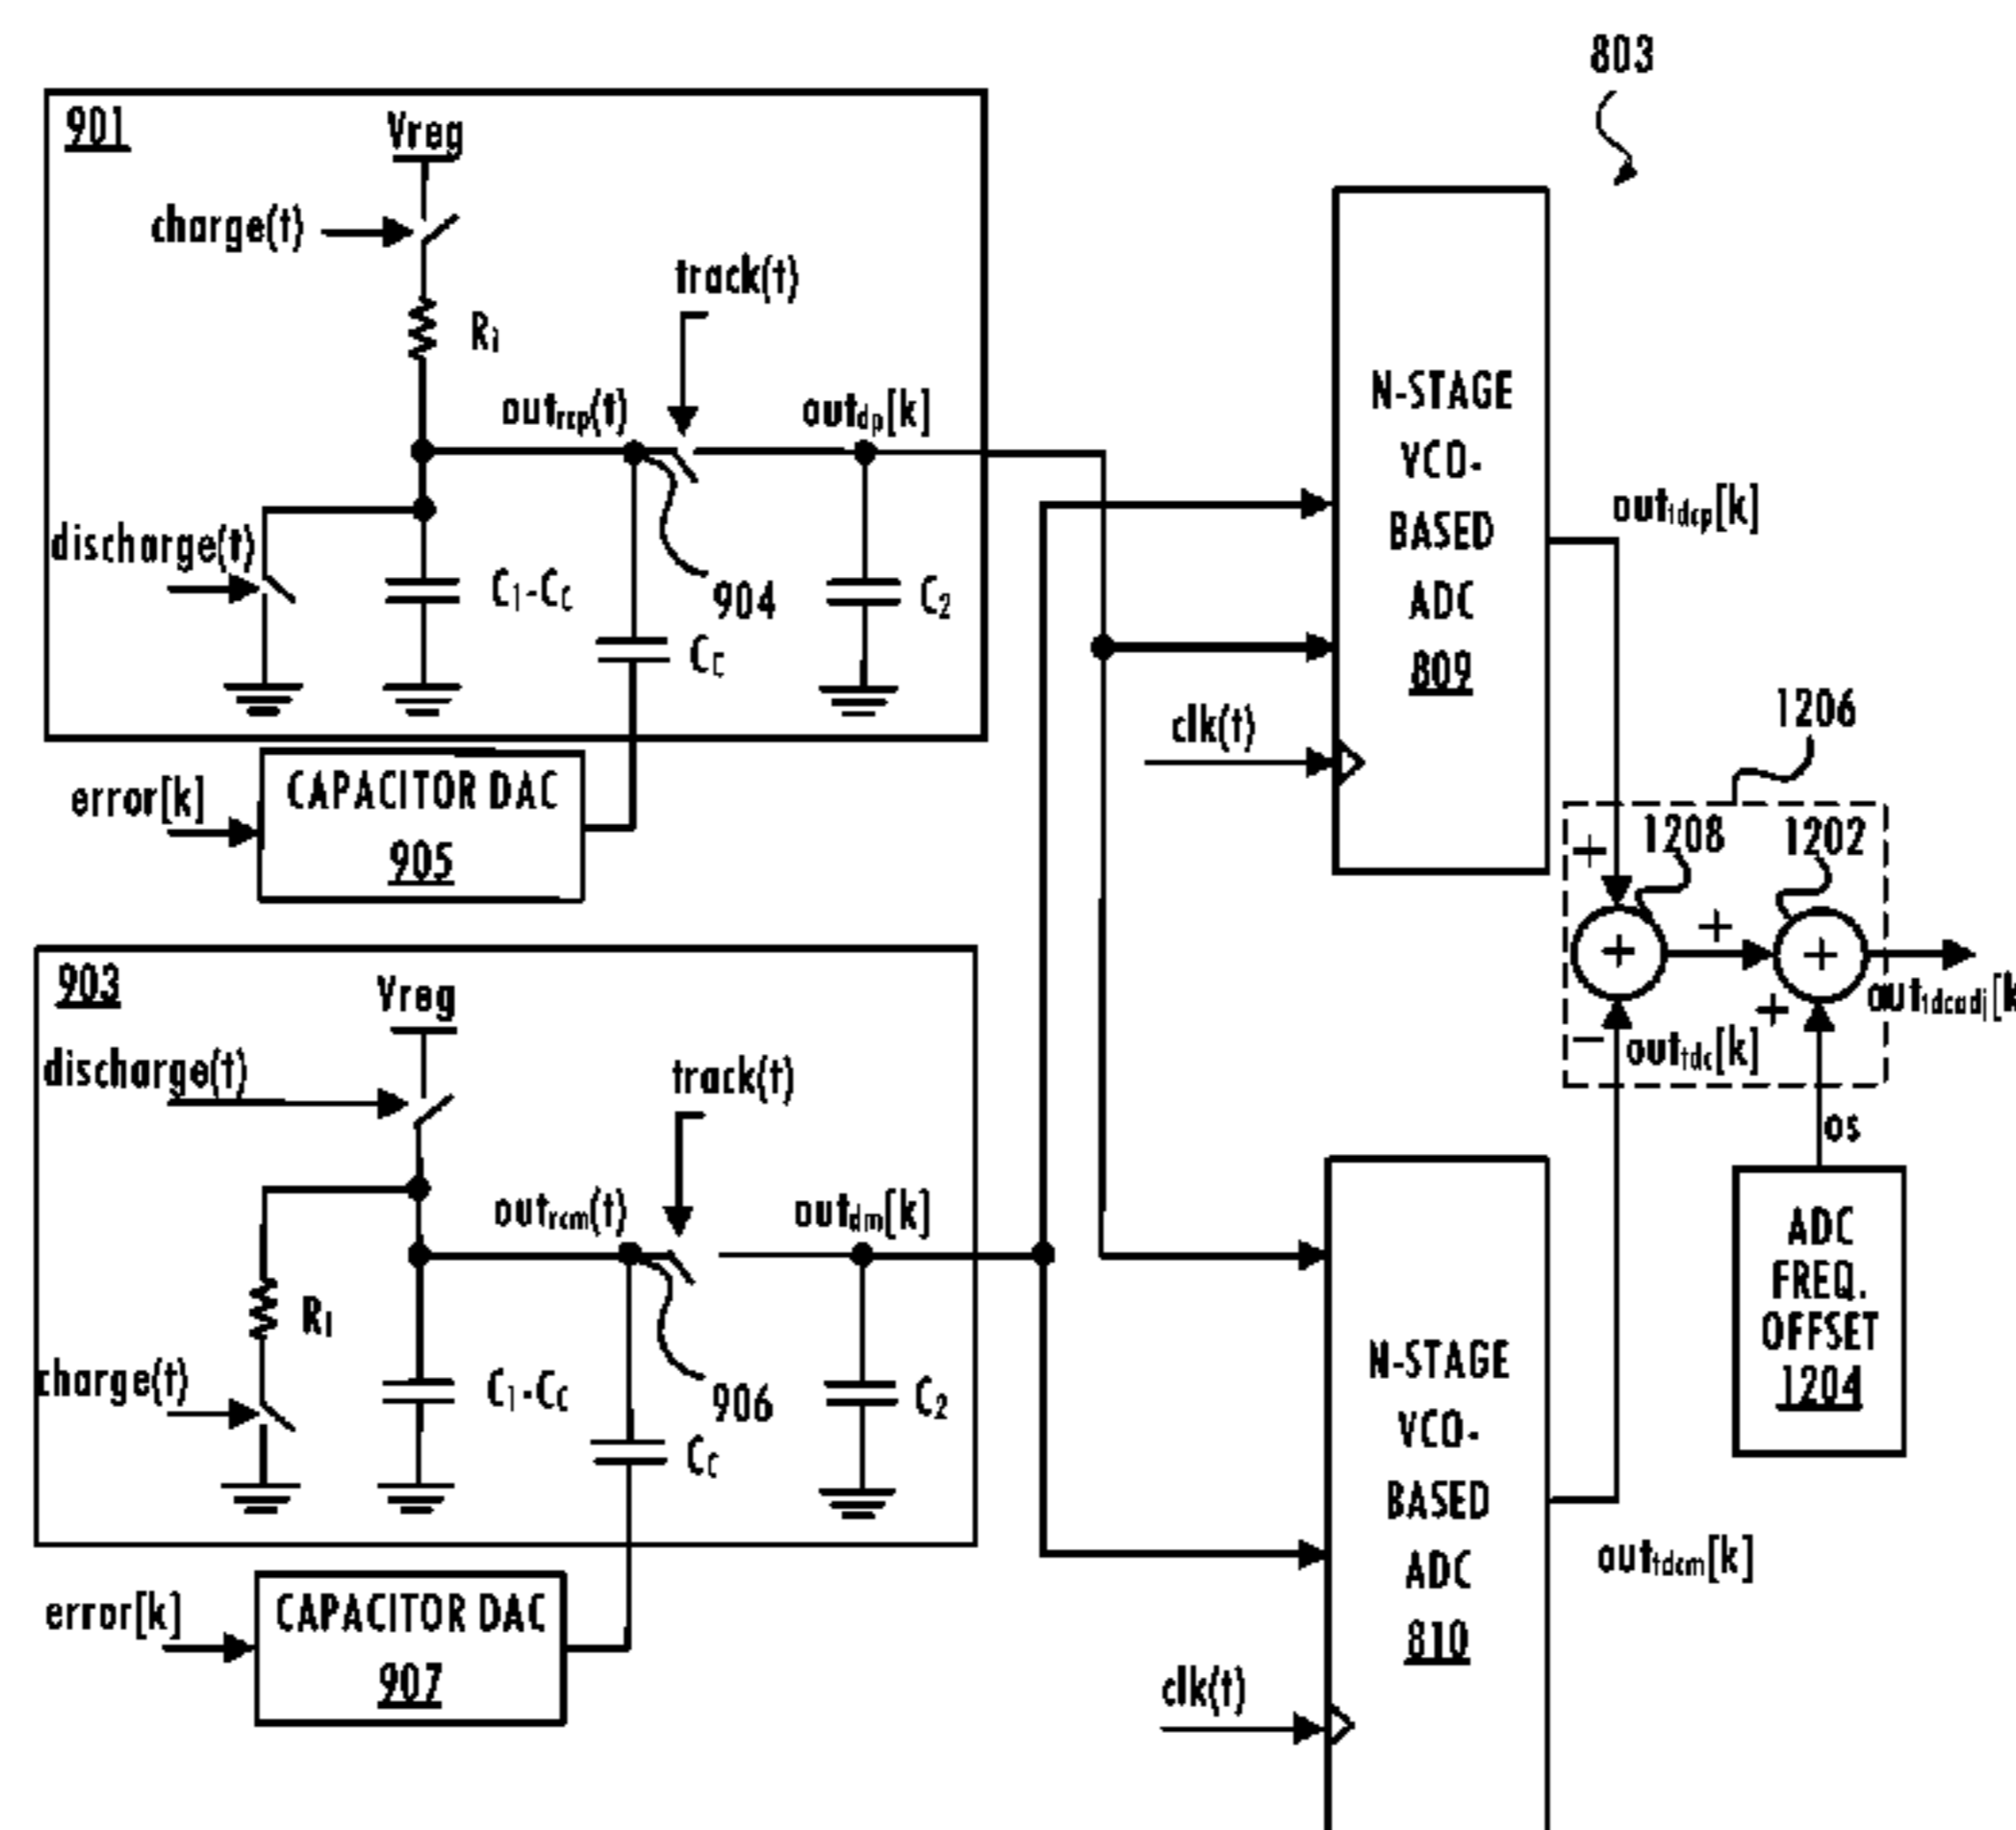 803
901
Vreg
charge(t)
track(t)
R1
outrcp(t)
outdp[k]
discharge(t)
C1-CC
904
C2
CC
N-STAGE
VCO-
BASED
ADC
809
outtdcp[k]
clk(t)
1206
error[k]
CAPACITOR DAC
905
+
1208
1202
+
+
+
+
−
outtdc[k]
outtdcadj[k
os
903
Vreg
discharge(t)
track(t)
outrcm(t)
outdm[k]
R1
charge(t)
C1-CC
906
C2
CC
ADC
FREQ.
OFFSET
1204
N-STAGE
VCO-
BASED
ADC
810
outtdcm[k]
error[k]
CAPACITOR DAC
907
clk(t)